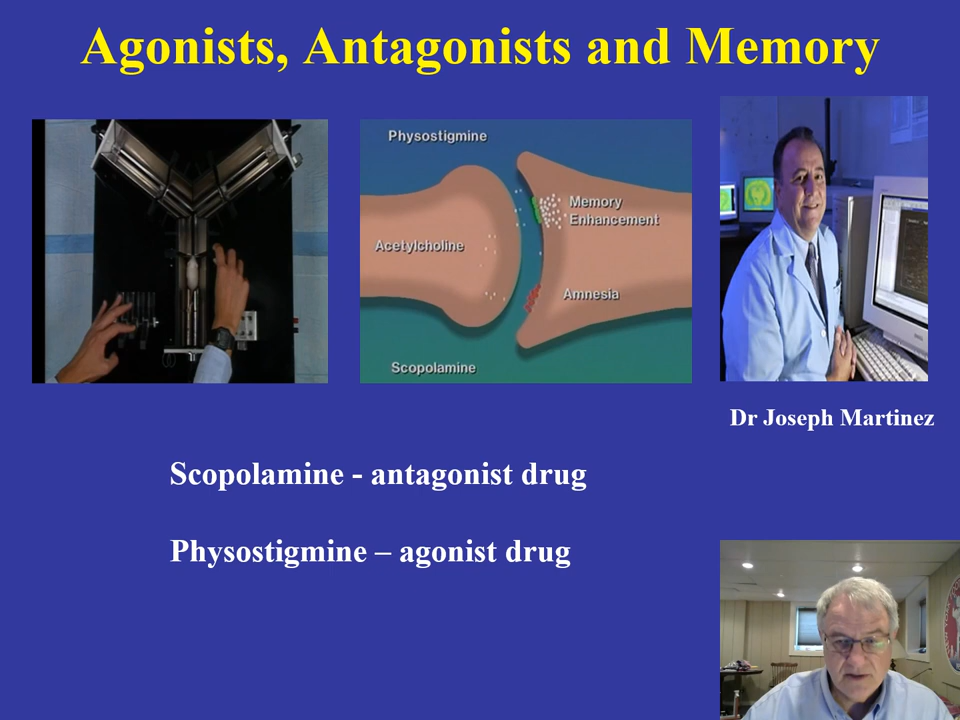 Agonists, Antagonists and Memory
Physostigmine
Memory
Enhancement
Acetylcholine
Amnesia
Scopolamine
Dr Joseph Martinez
Scopolamine - antagonist drug
Physostigmine – agonist drug